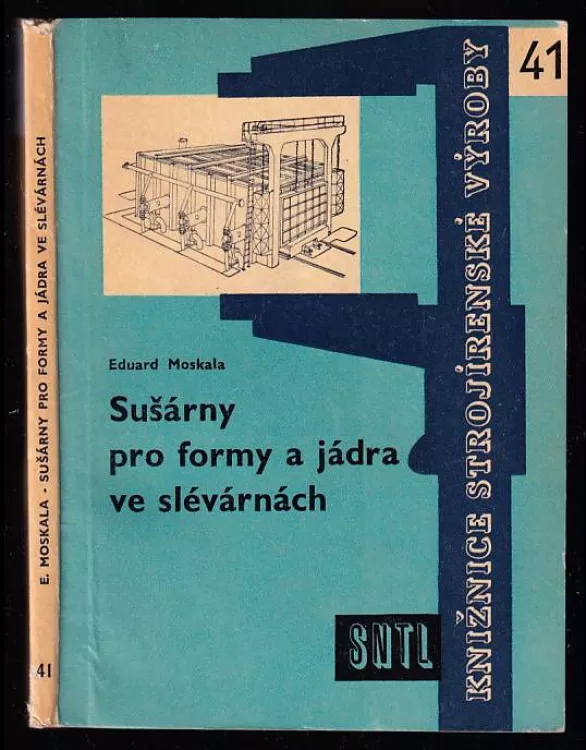 E. MOSKALA - SUŠÁRNY PRO FORMY A JÁDRA VE SLÉVÁRNÁCH
41
41
KNÍŽNICE STROJÍRENSKÉ VÝROBY
Eduard Moskala
Sušárny
pro formy a jádra
ve slévárnách
SNTL